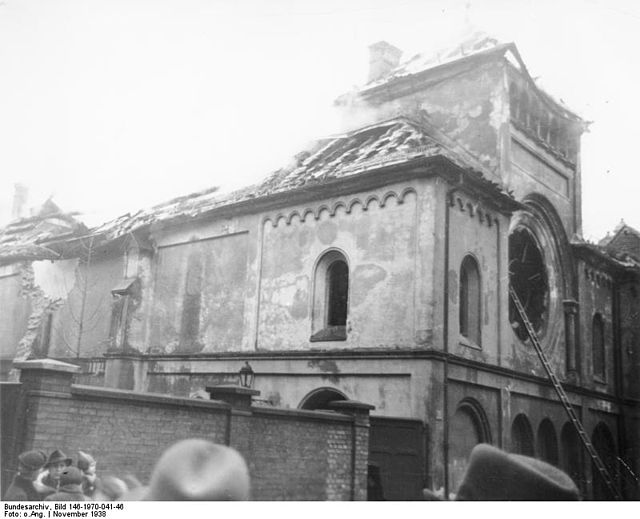 Bundesarchiv, Bild 146-1970-041-46
Foto: o.Ang. | November 1938